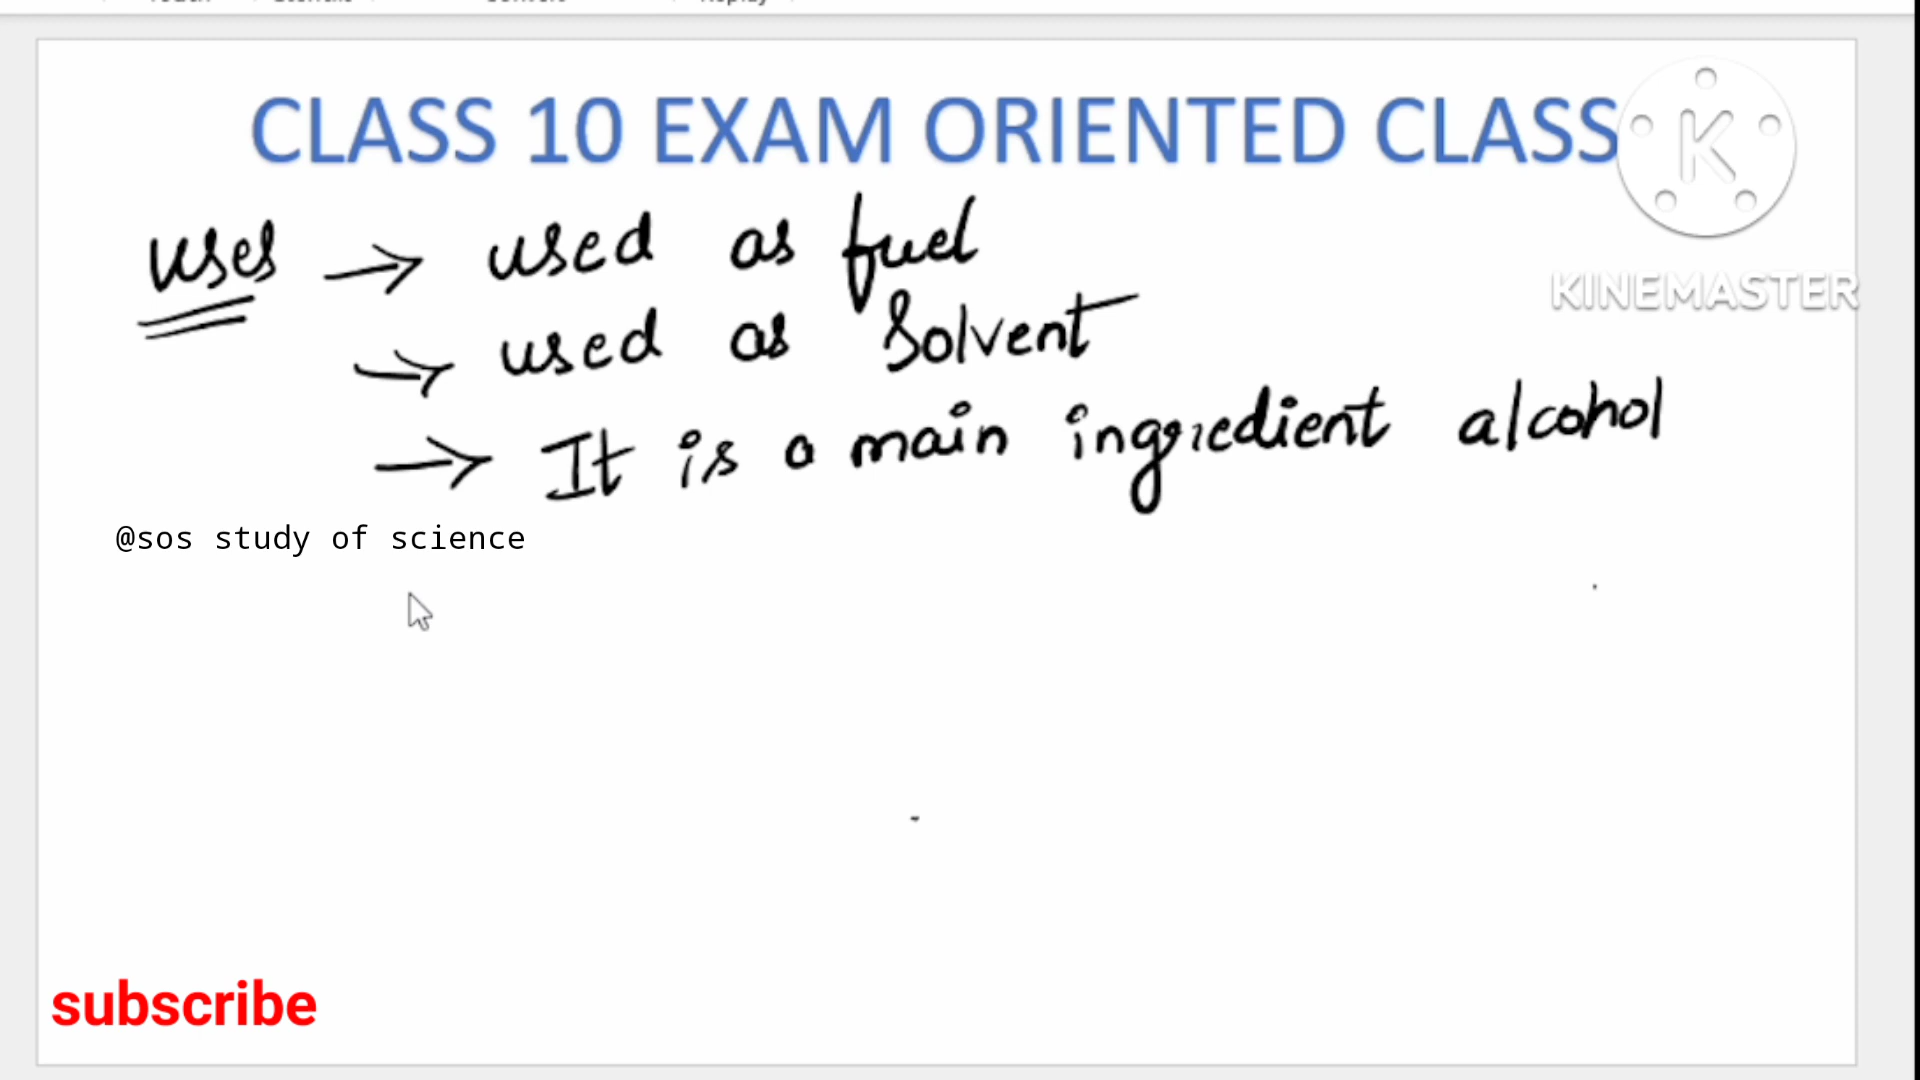 CLASS 10 EXAM ORIENTED CLASS
K
KINEMASTER
uses → used as fuel
→ used as solvent
→ It is a main ingredient alcohol
@sos study of science
subscribe